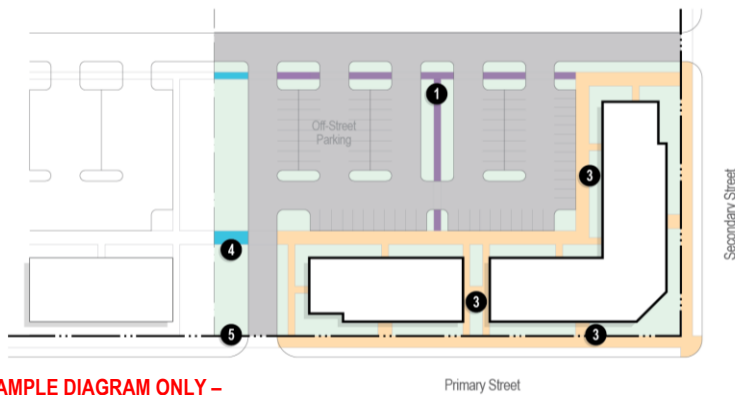 1
Off-Street
Parking
3
Secondary Street
4
3
5
3
AMPLE DIAGRAM ONLY –
Primary Street